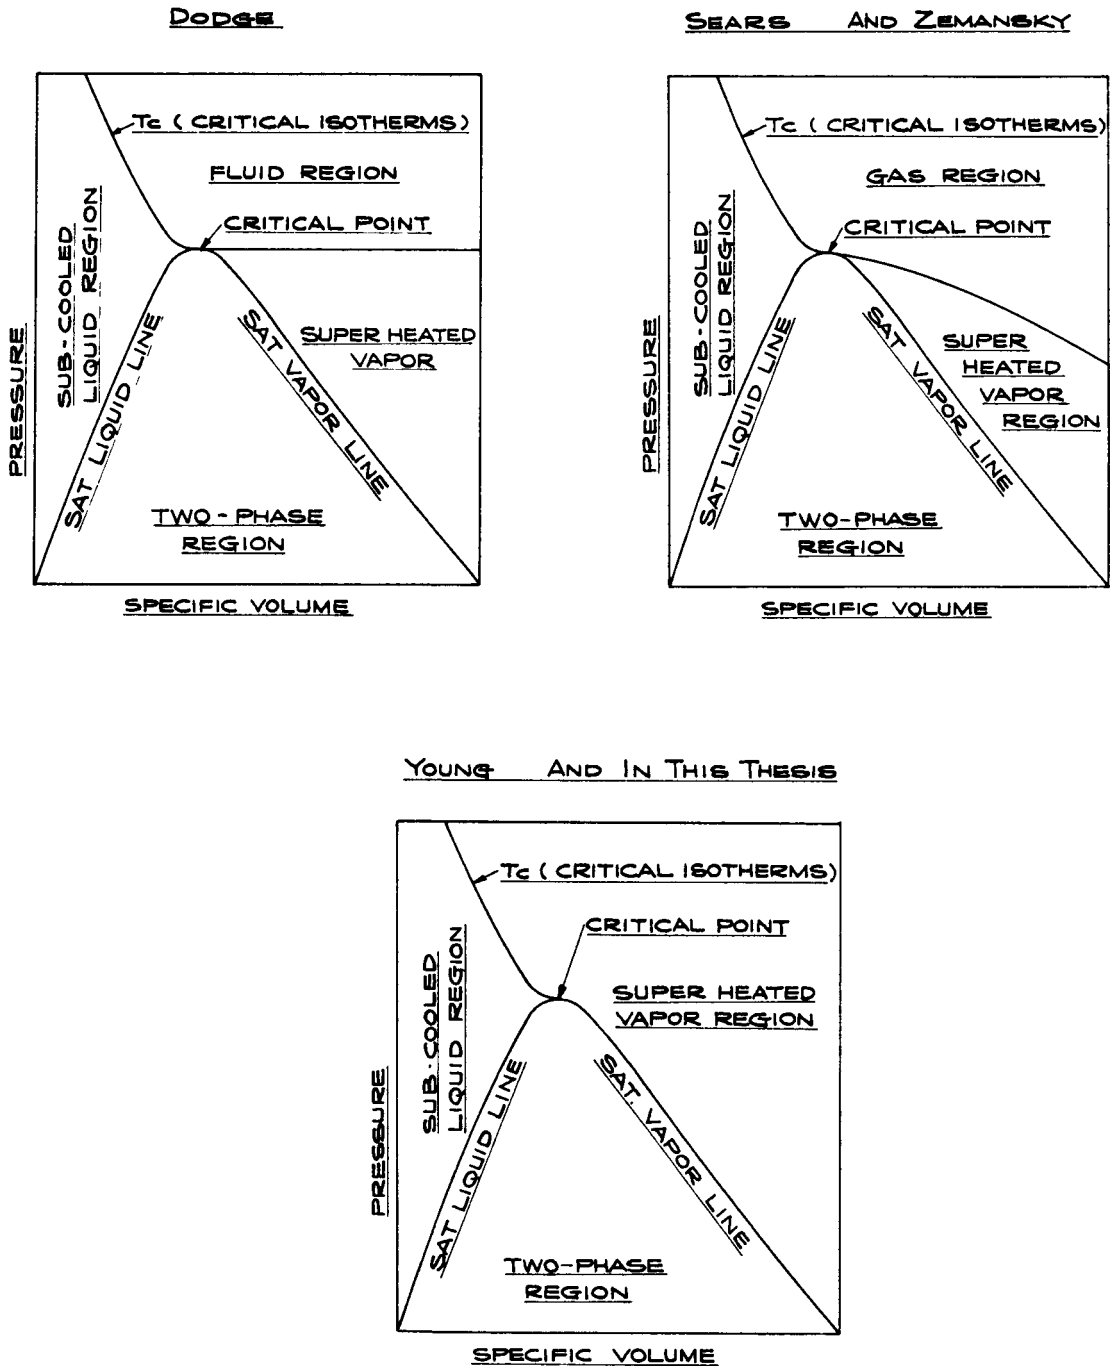 DODGE
Tc ( CRITICAL ISOTHERMS )
FLUID REGION
CRITICAL POINT
SUB-COOLED
LIQUID REGION
SAT LIQUID LINE
SAT VAPOR LINE
SUPER HEATED
VAPOR
TWO-PHASE
REGION
PRESSURE
SPECIFIC VOLUME
SEARS AND ZEMANSKY
Tc ( CRITICAL ISOTHERMS)
GAS REGION
CRITICAL POINT
SUB-COOLED
LIQUID REGION
SAT LIQUID LINE
SAT VAPOR LINE
SUPER
HEATED
VAPOR
REGION
TWO-PHASE
REGION
PRESSURE
SPECIFIC VOLUME
YOUNG AND IN THIS THESIS
Tc ( CRITICAL ISOTHERMS)
CRITICAL POINT
SUB-COOLED
LIQUID REGION
SUPER HEATED
VAPOR REGION
SAT LIQUID LINE
SAT. VAPOR LINE
TWO-PHASE
REGION
PRESSURE
SPECIFIC VOLUME